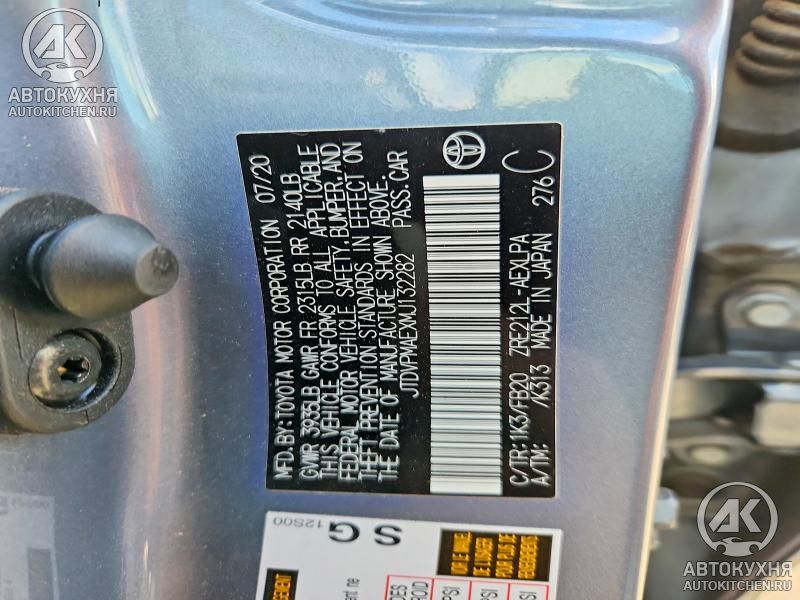 АВТОКУХНЯ
AUTOKITCHEN.RU
MFD. BY: TOYOTA MOTOR CORPORATION 07/20
GVWR 3935LB GAWR FR 2315LB RR 2140LB
THIS VEHICLE CONFORMS TO ALL APPLICABLE
FEDERAL MOTOR VEHICLE SAFETY, BUMPER, AND
THEFT PREVENTION STANDARDS IN EFFECT ON
THE DATE OF MANUFACTURE SHOWN ABOVE.
JTDVPMAEXMJ132282 PASS. CAR
C/TR: 1K3/FB20 ZRE212L-AEXLPA
A/TM: /K313 MADE IN JAPAN 276 C
S G
12S00
АВТОКУХНЯ
AUTOKITCHEN.RU